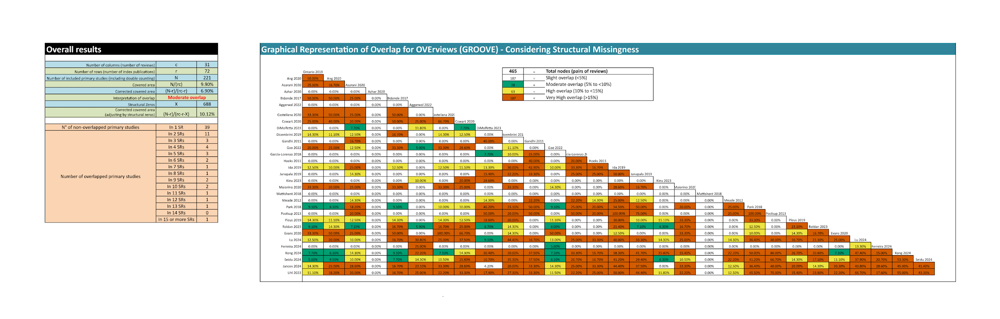 Overall results
Number of columns (number of reviews) c 31
Number of rows (number of index publications) r 72
Number of included primary studies (including double counting) N 221
Covered area N/(rc) 9.90%
Corrected covered area (N-r)/(rc-r) 6.90%
Interpretation of overlap Moderate overlap
Structural Zeros X 688
Corrected covered area
(adjusting by structural zeros) (N-r)/(rc-r-X) 10.12%
N° of non-overlapped primary studies In 1 SR 39
Number of overlapped primary studies
In 2 SRs 11
In 3 SRs 3
In 4 SRs 4
In 5 SRs 3
In 6 SRs 2
In 7 SRs 1
In 8 SRs 1
In 9 SRs 2
In 10 SRs 2
In 11 SRs 1
In 12 SRs 1
In 13 SRs 1
In 14 SRs 0
In 15 or more SRs 1
Graphical Representation of Overlap for OVErviews (GROOVE) - Considering Structural Missingness
465 = Total nodes (pairs of reviews)
187 = Slight overlap (<5%)
28 = Moderate overlap (5% to <10%)
63 = High overlap (10% to <15%)
187 = Very High overlap (>15%)
Ontario 2019
Ang 2020 50.00% Ang 2020
Asarani 2020 25.00% 16.70% Asarani 2020
Azhar 2020 0.00% 0.00% 0.00% Azhar 2020
Bidonde 2017 50.00% 50.00% 25.00% 0.00% Bidonde 2017
Aggarwal 2022 0.00% 0.00% 0.00% 0.00% 0.00% Aggarwal 2022
Castellana 2020 33.30% 50.00% 25.00% 0.00% 50.00% 0.00% Castellana 202(
Cowart 2020 25.00% 40.00% 20.00% 0.00% 50.00% 25.00% 66.70% Cowart 2020
DiMolfetta 2023 0.00% 0.00% 7.70% 0.00% 0.00% 11.80% 0.00% 7.70% DiMolfetta 2023
Dicembrini 2019 14.30% 11.10% 12.50% 0.00% 16.70% 0.00% 14.30% 12.50% 0.00% icembrini 201
Gandhi 2011 0.00% 0.00% 16.70% 0.00% 0.00% 0.00% 0.00% 0.00% 40.00% 0.00% Gandhi 2011
Gao 2022 20.00% 25.00% 12.50% 0.00% 33.30% 5.00% 33.30% 28.60% 0.00% 11.10% 0.00% Gao 2022
Garcia-Lorenzo 2018 0.00% 0.00% 0.00% 0.00% 0.00% 0.00% 0.00% 0.00% 7.70% 10.00% 25.00% 0.00% rcia-Lorenzo 2(
Hoeks 2011 0.00% 0.00% 0.00% 0.00% 0.00% 0.00% 0.00% 0.00% 0.00% 0.00% 40.00% 0.00% 20.00% Hoeks 2011
Ida 2019 12.50% 10.00% 25.00% 0.00% 12.50% 0.00% 12.50% 11.10% 13.30% 30.00% 42.90% 10.00% 33.30% 16.70% Ida 2019
Janapala 2019 0.00% 0.00% 14.30% 0.00% 0.00% 0.00% 0.00% 0.00% 15.40% 22.20% 33.30% 0.00% 25.00% 25.00% 50.00% Janapala 2019
Kieu 2023 0.00% 0.00% 0.00% 0.00% 0.00% 10.00% 0.00% 20.00% 28.60% 0.00% 0.00% 0.00% 0.00% 0.00% 0.00% 0.00% Kieu 2023
Maiorino 2020 33.30% 20.00% 25.00% 0.00% 33.30% 0.00% 33.30% 25.00% 0.00% 33.30% 0.00% 14.30% 0.00% 0.00% 28.60% 16.70% 0.00% Maiorino 202(
Mattishent 2018 0.00% 0.00% 0.00% 0.00% 0.00% 0.00% 0.00% 0.00% 0.00% 0.00% 0.00% 0.00% 0.00% 0.00% 0.00% 0.00% 0.00% 0.00% Mattishent 2018
Meade 2012 0.00% 0.00% 14.30% 0.00% 0.00% 0.00% 0.00% 0.00% 14.30% 0.00% 22.20% 0.00% 22.20% 14.30% 25.00% 12.50% 0.00% 0.00% 0.00% Meade 2012
Park 2018 9.10% 8.30% 18.20% 0.00% 9.10% 0.00% 10.00% 10.00% 46.20% 23.10% 50.00% 9.10% 25.00% 20.00% 54.50% 50.00% 0.00% 20.00% 0.00% 25.00% Park 2018
Poolsup 2013 0.00% 0.00% 20.00% 0.00% 0.00% 0.00% 0.00% 0.00% 50.00% 20.00% 50.00% 0.00% 50.00% 20.00% 100.00% 75.00% 0.00% 0.00% 0.00% 25.00% 100.00% Poolsup 2013
Pleus 2019 14.30% 11.10% 12.50% 0.00% 14.30% 0.00% 14.30% 12.50% 18.80% 20.00% 0.00% 11.10% 0.00% 0.00% 30.00% 10.00% 11.10% 33.30% 0.00% 0.00% 33.30% 0.00% Pleus 2019
Roldan 2023 9.10% 14.30% 7.10% 0.00% 16.70% 5.90% 16.70% 25.00% 8.70% 14.30% 0.00% 8.00% 0.00% 0.00% 21.40% 7.10% 6.30% 16.70% 0.00% 0.00% 12.50% 0.00% 23.10% Roldan 2023
Evans 2020 33.30% 50.00% 25.00% 0.00% 50.00% 0.00% 100.00% 66.70% 0.00% 14.30% 0.00% 50.00% 0.00% 0.00% 12.50% 0.00% 0.00% 33.30% 0.00% 0.00% 10.00% 0.00% 14.30% 16.70% Evans 2020
Lu 2024 12.50% 20.00% 10.00% 0.00% 16.70% 30.80% 25.00% 37.50% 9.10% 44.40% 16.70% 13.00% 25.00% 33.30% 40.00% 33.30% 14.30% 25.00% 0.00% 14.30% 36.40% 40.00% 16.70% 21.10% 25.00% Lu 2024
Ferreira 2024 0.00% 0.00% 0.00% 0.00% 0.00% 25.00% 0.00% 0.00% 0.00% 0.00% 0.00% 5.60% 0.00% 0.00% 0.00% 0.00% 0.00% 0.00% 0.00% 0.00% 0.00% 0.00% 0.00% 0.00% 0.00% 13.30% Ferreira 2024
Kong 2024 7.70% 6.30% 14.30% 0.00% 9.10% 22.20% 7.10% 14.30% 30.40% 20.00% 37.50% 7.10% 33.30% 16.70% 58.30% 41.70% 15.80% 15.40% 0.00% 22.20% 50.00% 80.00% 26.70% 20.80% 7.10% 47.40% 15.00% Kong 2024
Seidu 2024 5.60% 9.50% 10.00% 0.00% 7.70% 14.30% 10.50% 15.80% 16.70% 35.30% 37.50% 8.10% 26.70% 16.70% 41.20% 29.40% 6.30% 10.50% 0.00% 22.20% 41.20% 66.70% 14.30% 17.10% 11.10% 37.90% 20.70% 53.30% Seidu 2024
Jancev 2024 14.30% 25.00% 28.60% 0.00% 16.70% 23.10% 33.30% 28.60% 4.20% 20.00% 33.30% 14.30% 25.00% 33.30% 44.40% 37.50% 0.00% 33.30% 0.00% 12.50% 36.40% 40.00% 20.00% 14.30% 33.30% 43.80% 28.60% 45.00% 41.40%
Uhl 2023 11.10% 18.20% 20.00% 0.00% 16.70% 25.00% 22.20% 33.30% 17.40% 27.30% 33.30% 11.50% 22.20% 25.00% 50.00% 44.40% 11.80% 22.20% 0.00% 12.50% 45.50% 75.00% 15.40% 23.80% 22.20% 66.70% 17.60% 55.00% 43.30%